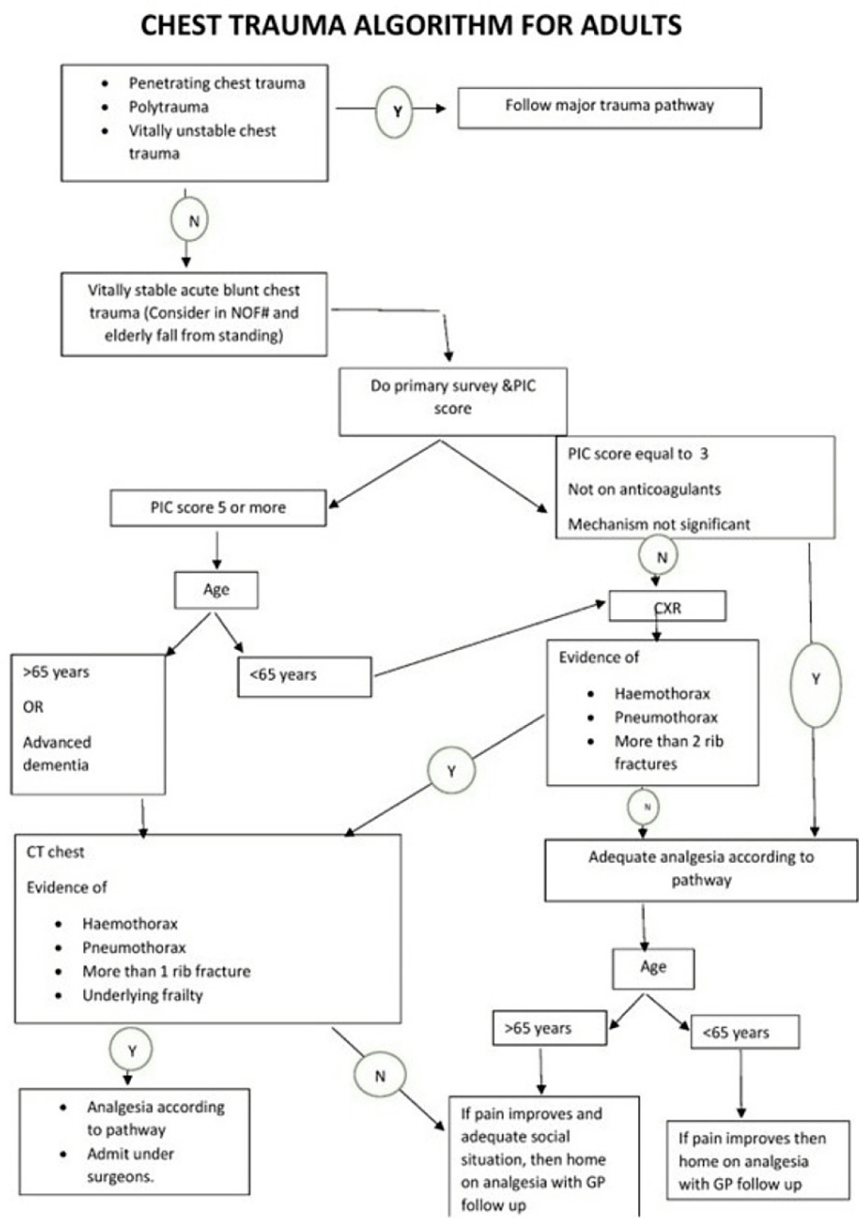 CHEST TRAUMA ALGORITHM FOR ADULTS
• Penetrating chest trauma
• Polytrauma
• Vitally unstable chest
trauma
Y
Follow major trauma pathway
N
Vitally stable acute blunt chest
trauma (Consider in NOF# and
elderly fall from standing)
Do primary survey &PIC
score
PIC score equal to 3
Not on anticoagulants
Mechanism not significant
PIC score 5 or more
N
Age
CXR
>65 years
OR
Advanced
dementia
<65 years
Evidence of
• Haemothorax
• Pneumothorax
• More than 2 rib
fractures
Y
Y
N
CT chest
Evidence of
• Haemothorax
• Pneumothorax
• More than 1 rib fracture
• Underlying frailty
Adequate analgesia according to
pathway
Age
>65 years
<65 years
Y
N
• Analgesia according
to pathway
• Admit under
surgeons.
If pain improves and
adequate social
situation, then home
on analgesia with GP
follow up
If pain improves then
home on analgesia
with GP follow up